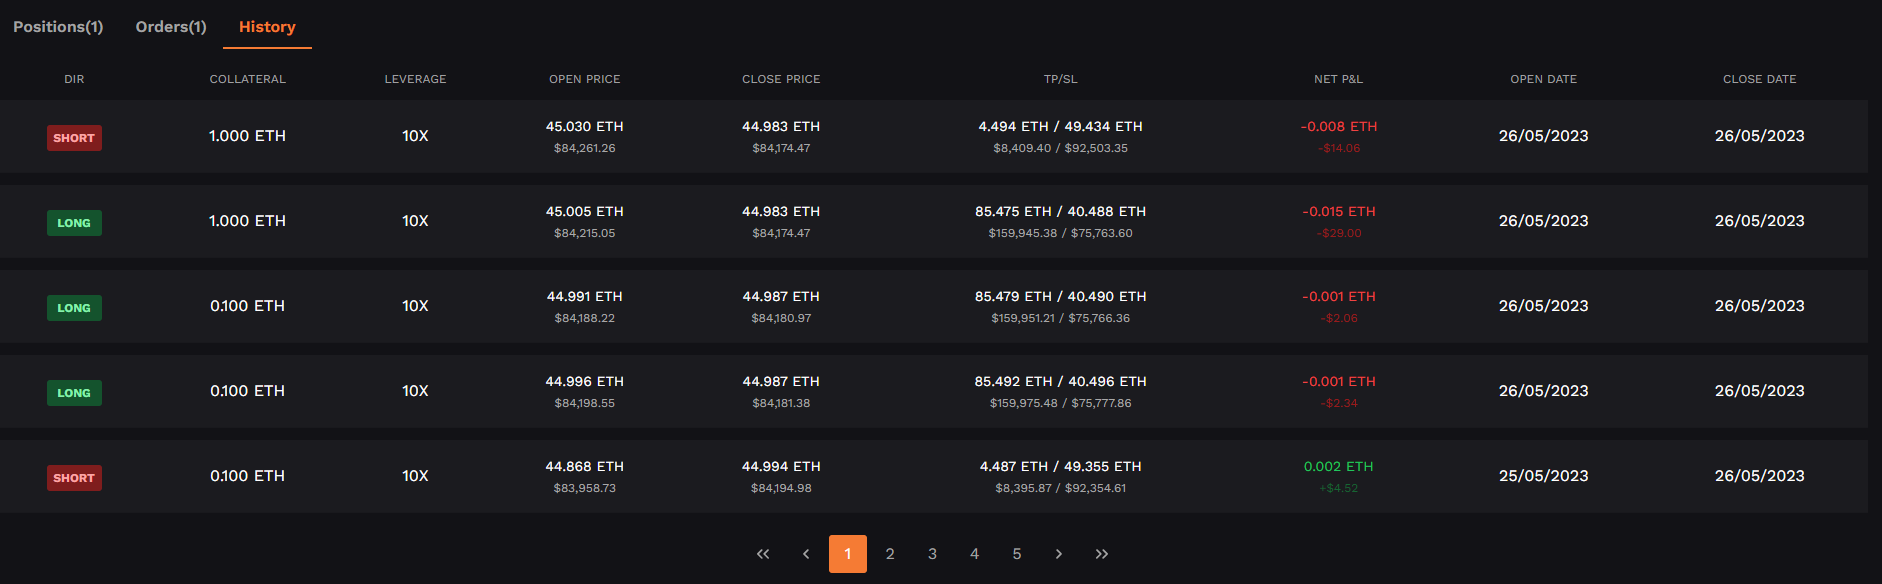 Positions(1) Orders(1) History
DIR COLLATERAL LEVERAGE OPEN PRICE CLOSE PRICE TP/SL NET P&L OPEN DATE CLOSE DATE
SHORT 1.000 ETH 10X 45.030 ETH 44.983 ETH 4.494 ETH / 49.434 ETH -0.008 ETH 26/05/2023 26/05/2023
$84,261.26 $84,174.47 $8,409.40 / $92,503.35 -$14.06
LONG 1.000 ETH 10X 45.005 ETH 44.983 ETH 85.475 ETH / 40.488 ETH -0.015 ETH 26/05/2023 26/05/2023
$84,215.05 $84,174.47 $159,945.38 / $75,763.60 -$29.00
LONG 0.100 ETH 10X 44.991 ETH 44.987 ETH 85.479 ETH / 40.490 ETH -0.001 ETH 26/05/2023 26/05/2023
$84,188.22 $84,180.97 $159,951.21 / $75,766.36 -$2.06
LONG 0.100 ETH 10X 44.996 ETH 44.987 ETH 85.492 ETH / 40.496 ETH -0.001 ETH 26/05/2023 26/05/2023
$84,198.55 $84,181.38 $159,975.48 / $75,777.86 -$2.34
SHORT 0.100 ETH 10X 44.868 ETH 44.994 ETH 4.487 ETH / 49.355 ETH 0.002 ETH 25/05/2023 26/05/2023
$83,958.73 $84,194.98 $8,395.87 / $92,354.61 +$4.52
« ‹ 1 2 3 4 5 › »